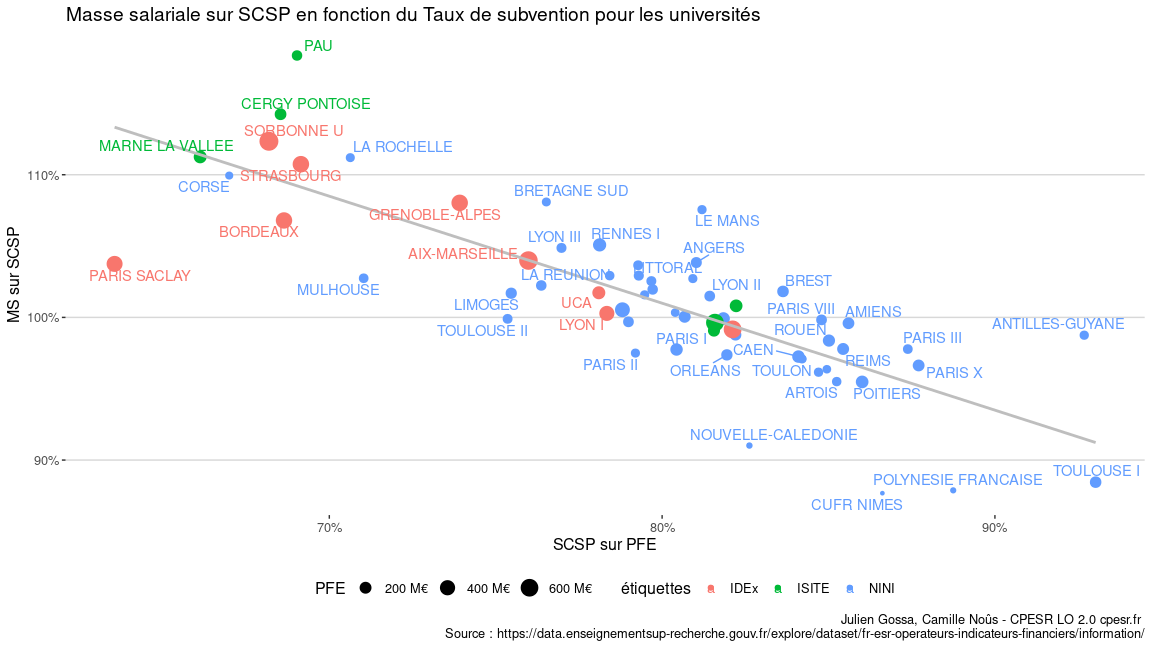 Masse salariale sur SCSP en fonction du Taux de subvention pour les universités
PAU
CERGY PONTOISE
SORBONNE U
MARNE LA VALLEE
LA ROCHELLE
STRASBOURG
110%
CORSE
BRETAGNE SUD
GRENOBLE-ALPES
LE MANS
BORDEAUX
LYON III
RENNES I
ANGERS
AIX-MARSEILLE
PARIS SACLAY
LA REUNION
LITTORAL
MULHOUSE
LYON II
BREST
LIMOGES
UCA
PARIS VIII
AMIENS
100%
LYON I
ANTILLES-GUYANE
TOULOUSE II
ROUEN
PARIS I
PARIS III
CAEN
PARIS II
REIMS
ORLEANS
TOULON
PARIS X
ARTOIS
POITIERS
NOUVELLE-CALEDONIE
90%
TOULOUSE I
POLYNESIE FRANCAISE
CUFR NIMES
MS sur SCSP
70%
80%
90%
SCSP sur PFE
PFE 200 M€ 400 M€ 600 M€ étiquettes a IDEx a ISITE a NINI
Julien Gossa, Camille Noûs - CPESR LO 2.0 cpesr.fr
Source : https://data.enseignementsup-recherche.gouv.fr/explore/dataset/fr-esr-operateurs-indicateurs-financiers/information/